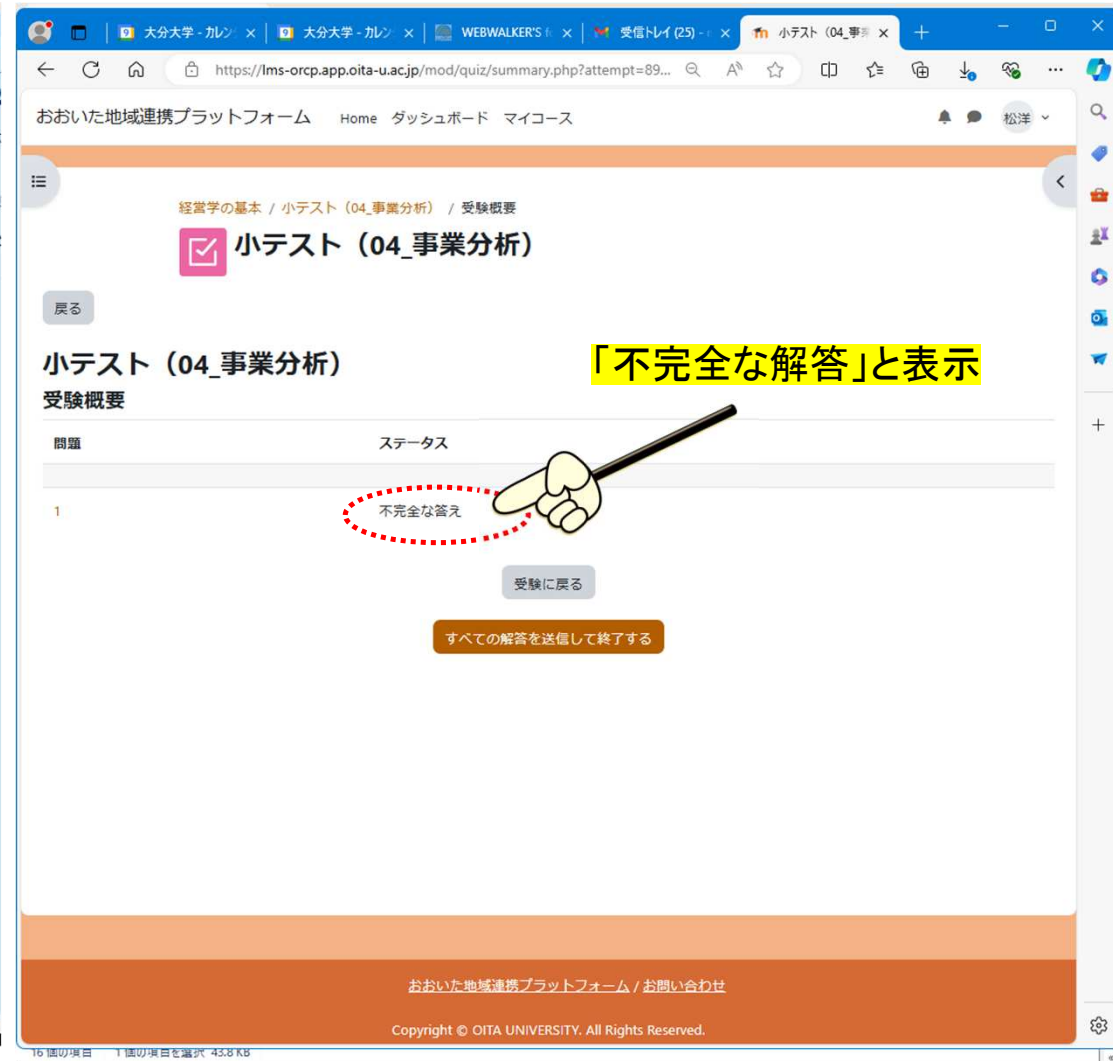 大分大学 - カレン
大分大学 - カレン
WEBWALKER'S f
受信トレイ (25) -
小テスト（04_事
https://lms-orcp.app.oita-u.ac.jp/mod/quiz/summary.php?attempt=89...
おおいた地域連携プラットフォーム Home ダッシュボード マイコース 松洋
経営学の基本 / 小テスト（04_事業分析） / 受験概要
小テスト（04_事業分析）
戻る
小テスト（04_事業分析）
「不完全な解答」と表示
受験概要
問題 ステータス
1 不完全な答え
受験に戻る
すべての解答を送信して終了する
おおいた地域連携プラットフォーム / お問い合わせ
Copyright © OITA UNIVERSITY. All Rights Reserved.
16 個の項目 1 個の項目を選択 43.8 KB